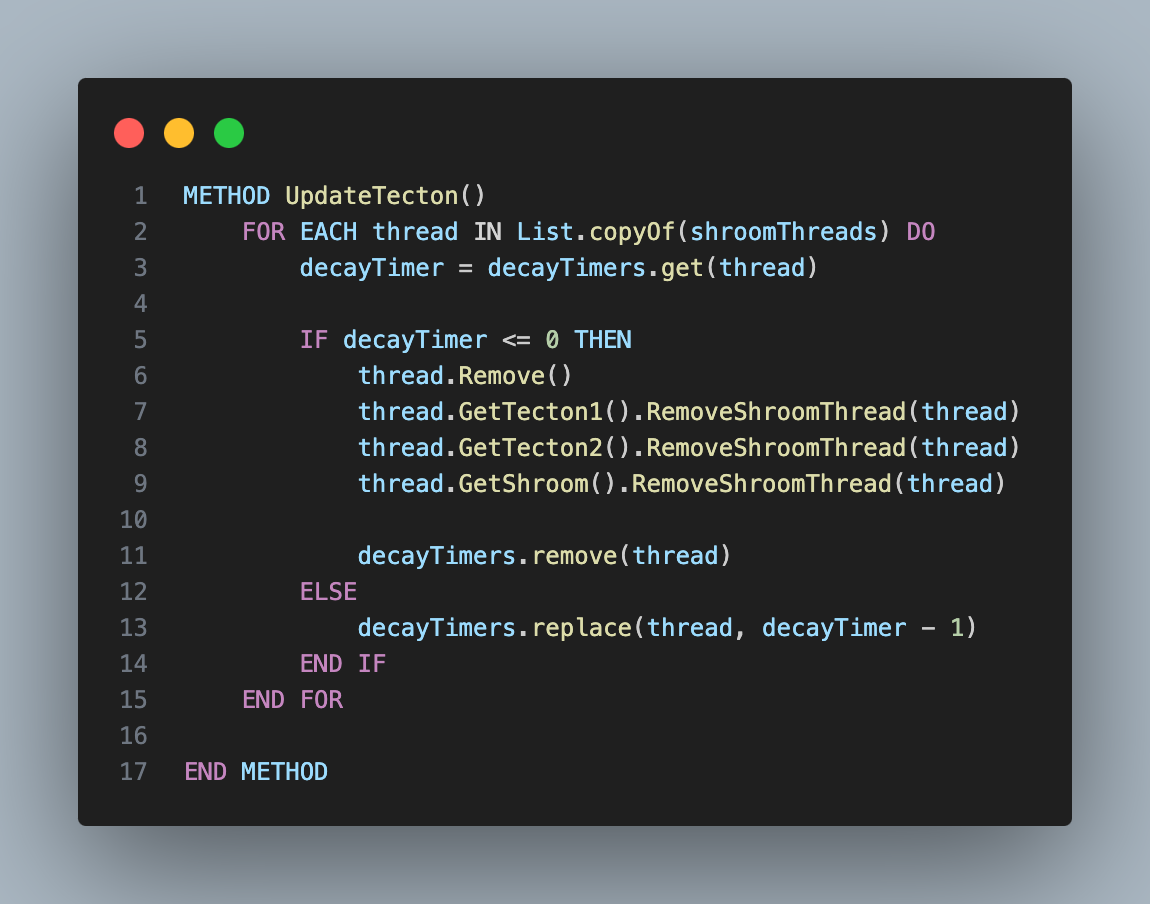 1 METHOD UpdateTecton()
2 FOR EACH thread IN List.copyOf(shroomThreads) DO
3 decayTimer = decayTimers.get(thread)
4
5 IF decayTimer <= 0 THEN
6 thread.Remove()
7 thread.GetTecton1().RemoveShroomThread(thread)
8 thread.GetTecton2().RemoveShroomThread(thread)
9 thread.GetShroom().RemoveShroomThread(thread)
10
11 decayTimers.remove(thread)
12 ELSE
13 decayTimers.replace(thread, decayTimer - 1)
14 END IF
15 END FOR
16
17 END METHOD